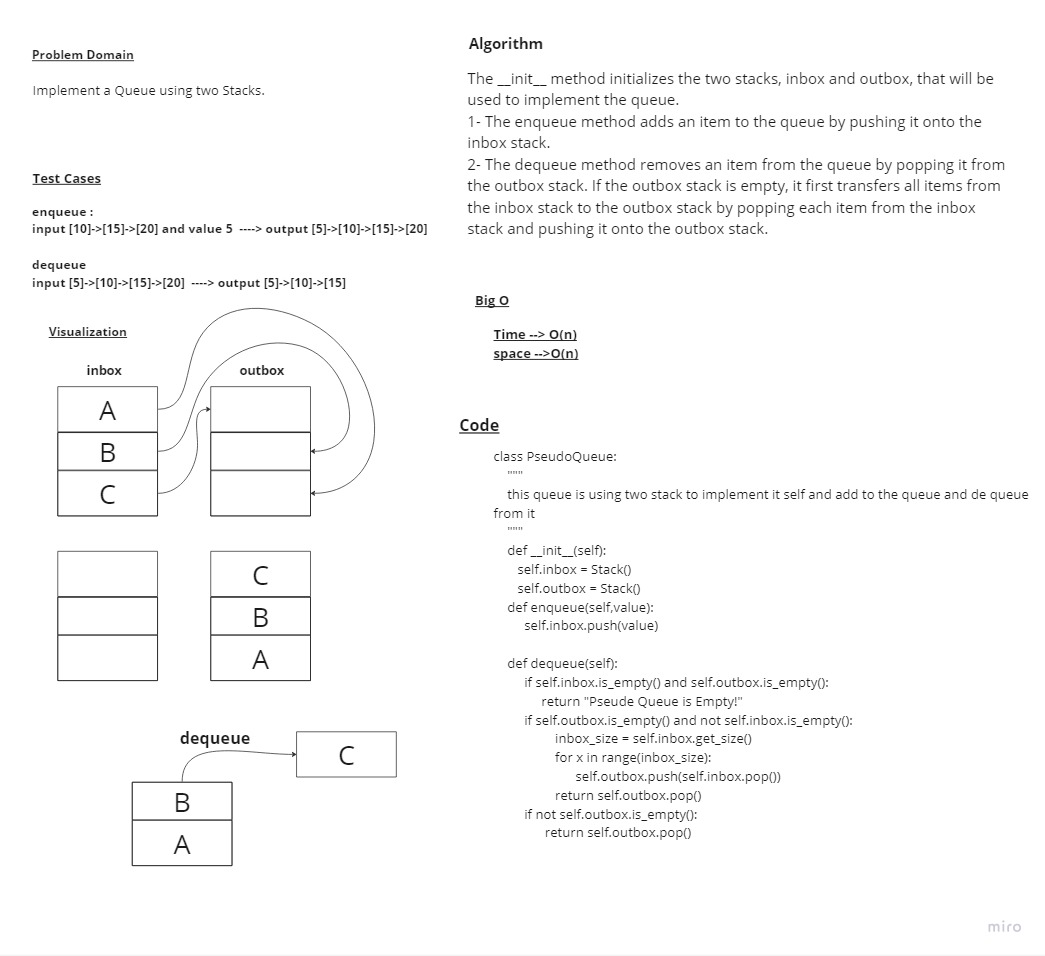 Problem Domain
Implement a Queue using two Stacks.
Test Cases
enqueue :
input [10]->[15]->[20] and value 5 ----> output [5]->[10]->[15]->[20]
dequeue
input [5]->[10]->[15]->[20] ----> output [5]->[10]->[15]
Visualization
inbox outbox
A
B
C
C
B
A
dequeue
C
B
A
Algorithm
The __init__ method initializes the two stacks, inbox and outbox, that will be
used to implement the queue.
1- The enqueue method adds an item to the queue by pushing it onto the
inbox stack.
2- The dequeue method removes an item from the queue by popping it from
the outbox stack. If the outbox stack is empty, it first transfers all items from
the inbox stack to the outbox stack by popping each item from the inbox
stack and pushing it onto the outbox stack.
Big O
Time --> O(n)
space -->O(n)
Code
class PseudoQueue:
"""
this queue is using two stack to implement it self and add to the queue and de queue
from it
"""
def __init__(self):
self.inbox = Stack()
self.outbox = Stack()
def enqueue(self,value):
self.inbox.push(value)
def dequeue(self):
if self.inbox.is_empty() and self.outbox.is_empty():
return "Pseude Queue is Empty!"
if self.outbox.is_empty() and not self.inbox.is_empty():
inbox_size = self.inbox.get_size()
for x in range(inbox_size):
self.outbox.push(self.inbox.pop())
return self.outbox.pop()
if not self.outbox.is_empty():
return self.outbox.pop()
miro